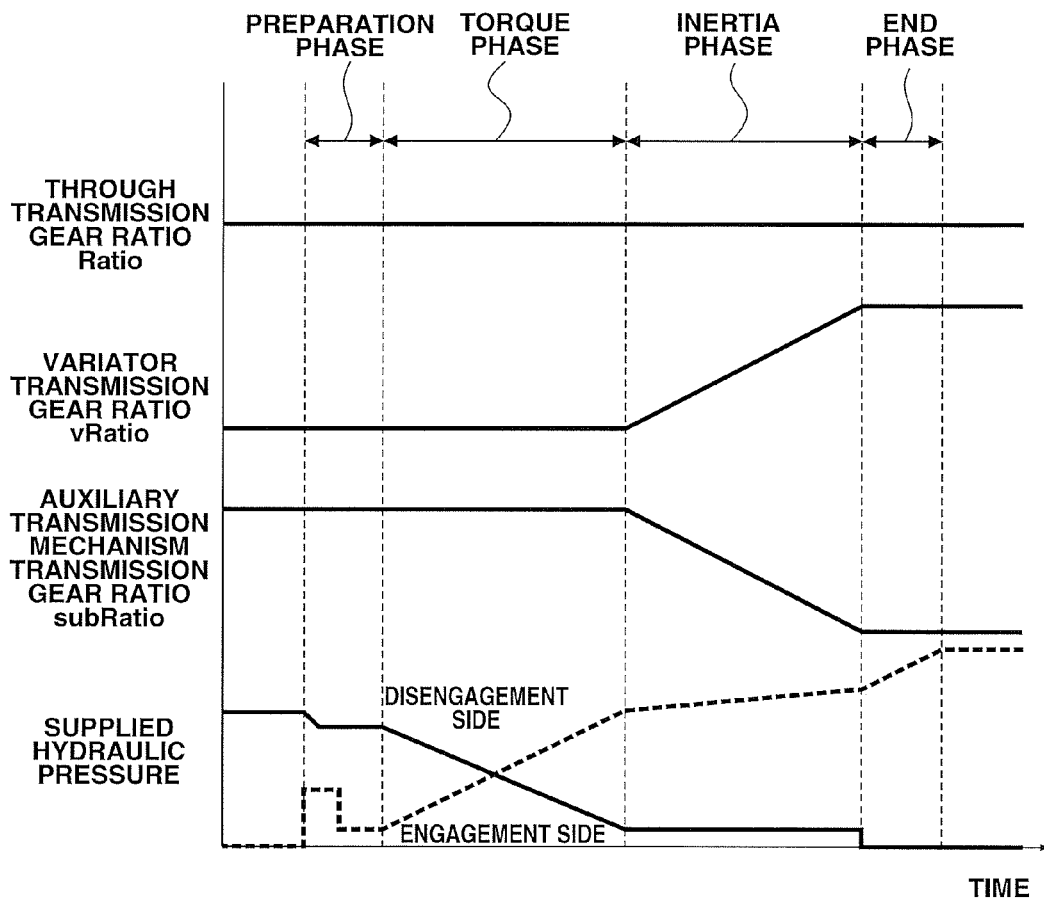 PREPARATION
PHASE
TORQUE
PHASE
INERTIA
PHASE
END
PHASE
THROUGH
TRANSMISSION
GEAR RATIO
Ratio
VARIATOR
TRANSMISSION
GEAR RATIO
vRatio
AUXILIARY
TRANSMISSION
MECHANISM
TRANSMISSION
GEAR RATIO
subRatio
SUPPLIED
HYDRAULIC
PRESSURE
DISENGAGEMENT
SIDE
ENGAGEMENT SIDE
TIME